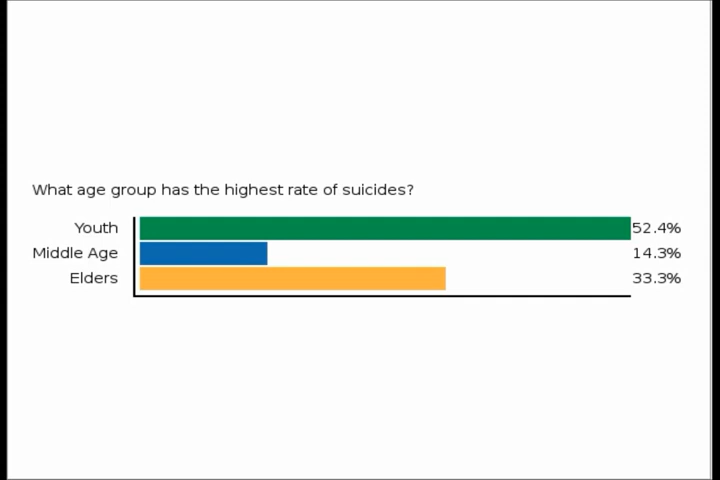 What age group has the highest rate of suicides?
Youth 52.4%
Middle Age 14.3%
Elders 33.3%